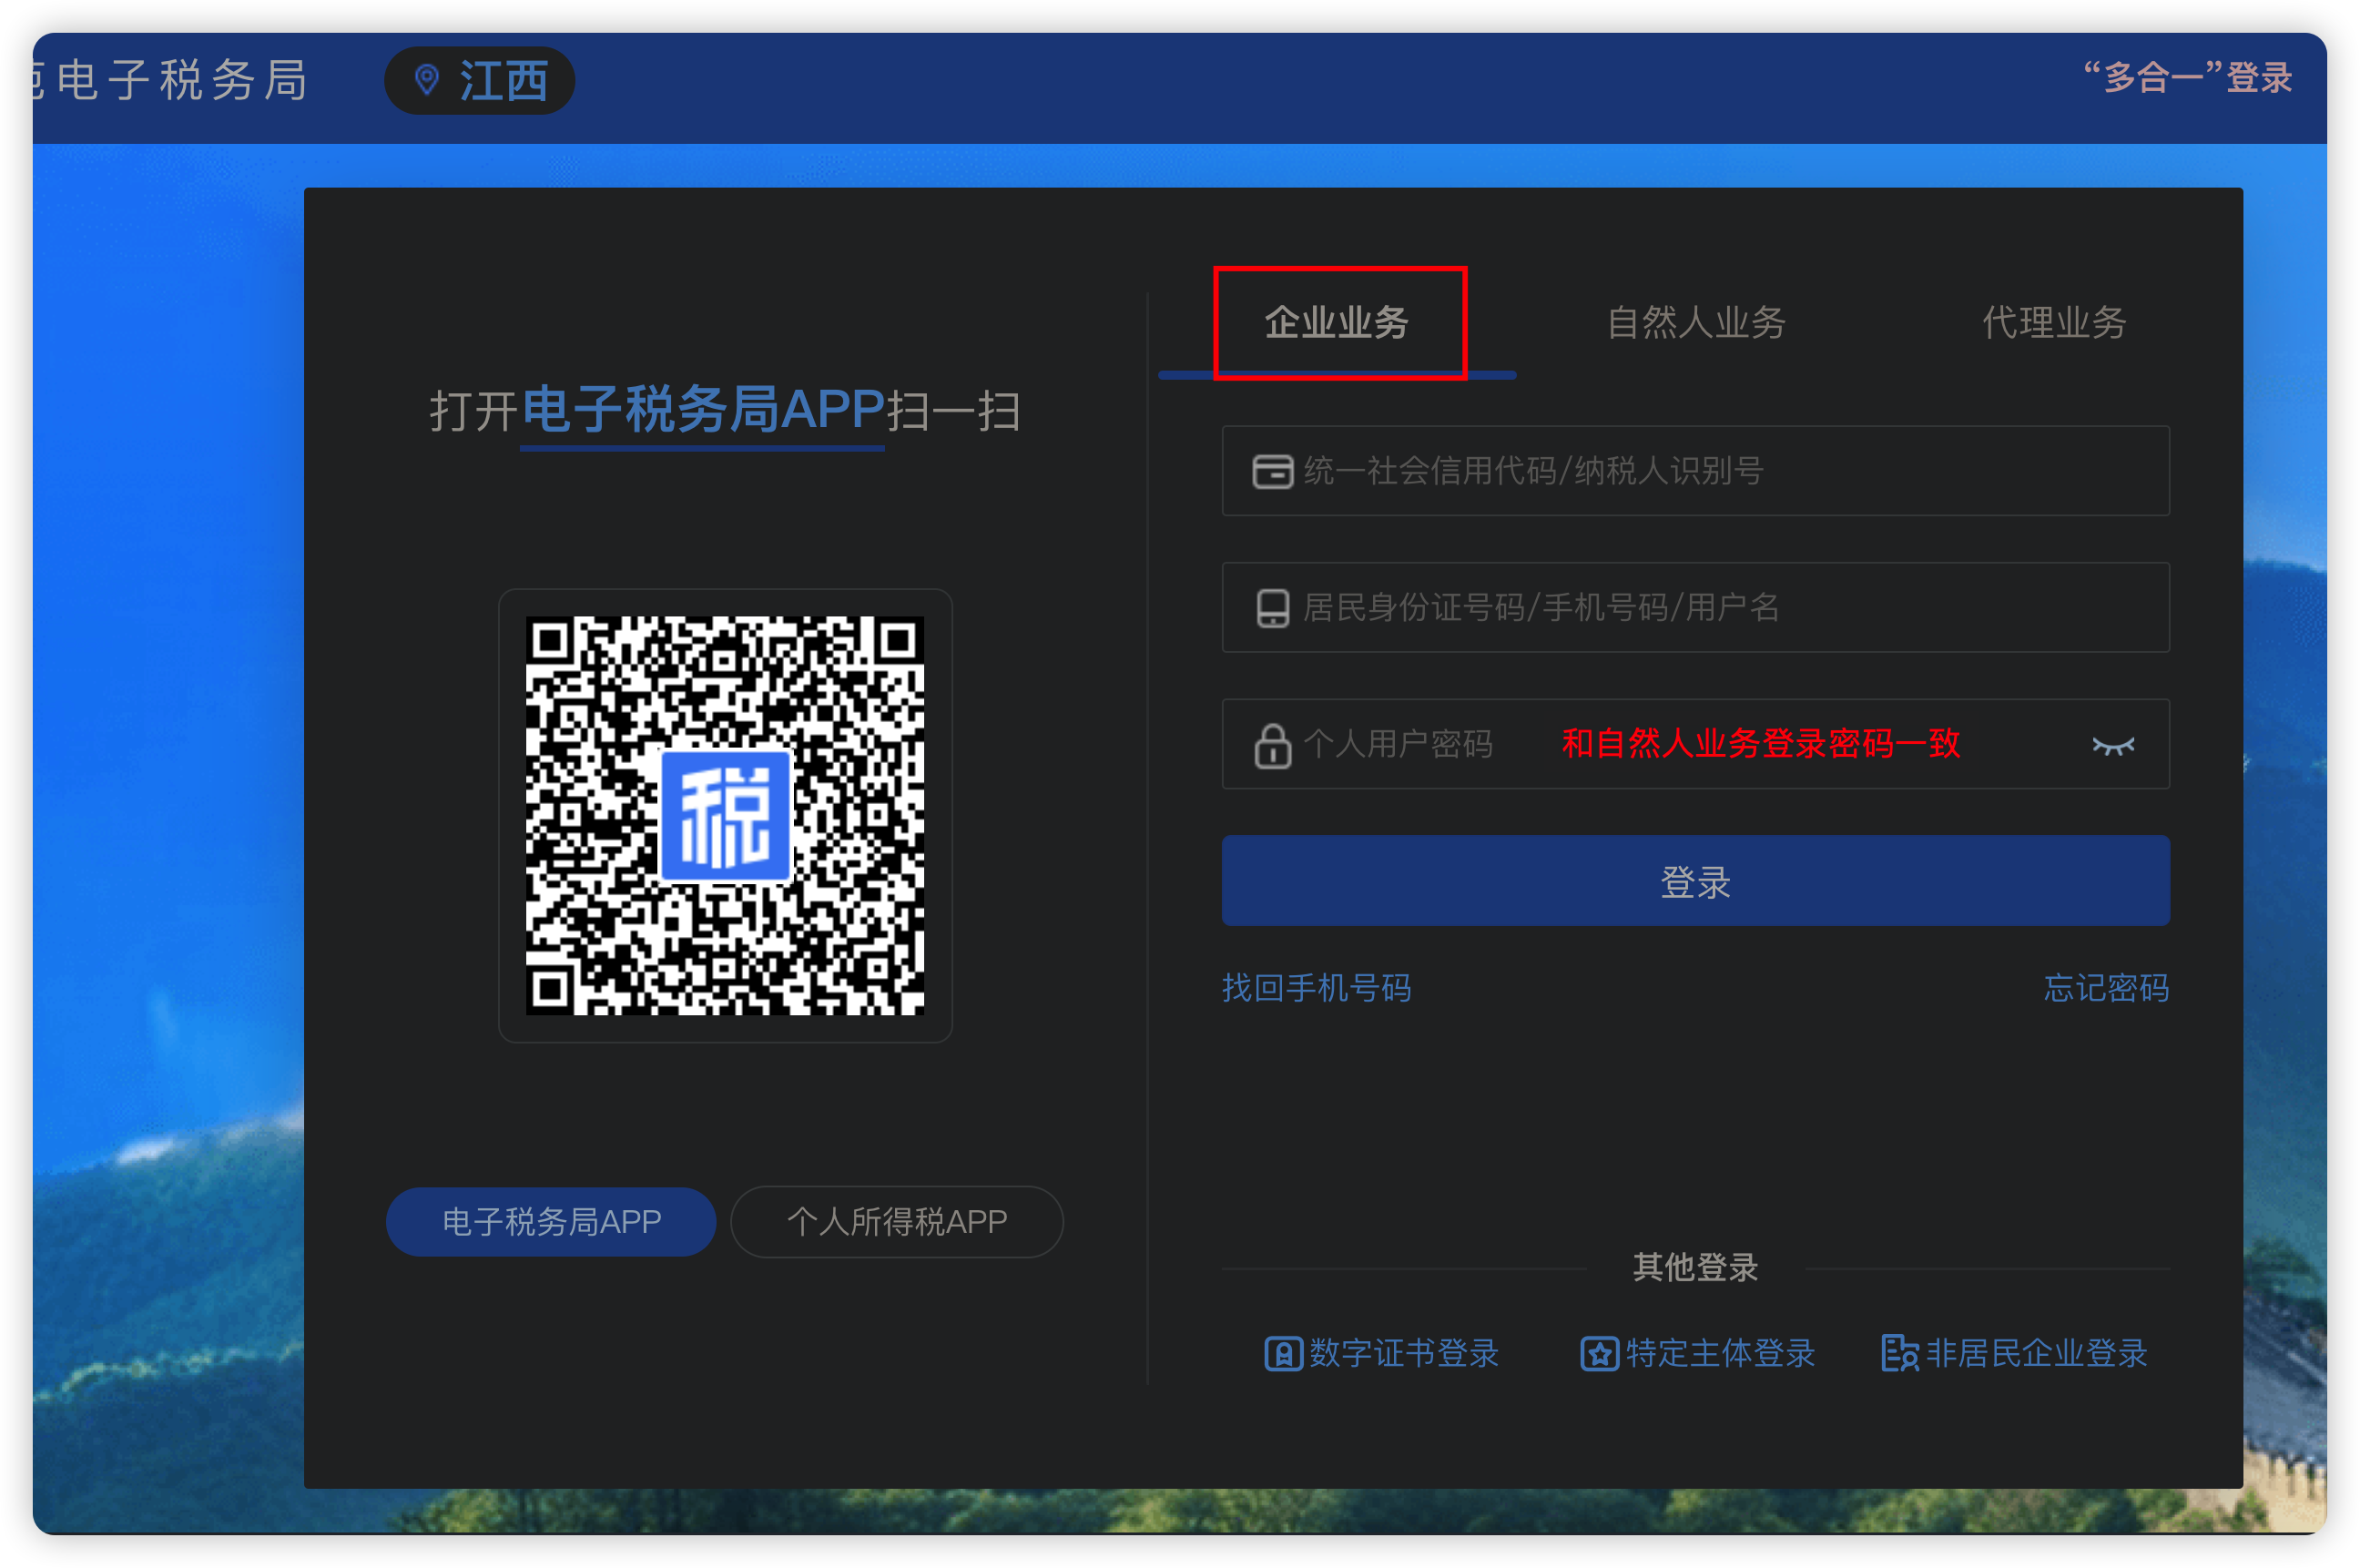 电子税务局
江西
“多合一”登录
打开电子税务局APP扫一扫
税
电子税务局APP
个人所得税APP
企业业务
自然人业务
代理业务
统一社会信用代码/纳税人识别号
居民身份证号码/手机号码/用户名
个人用户密码
和自然人业务登录密码一致
登录
找回手机号码
忘记密码
其他登录
数字证书登录
特定主体登录
非居民企业登录